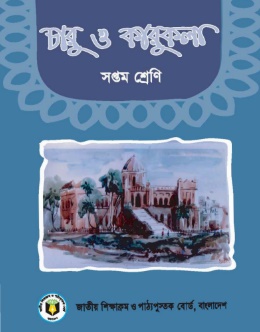 চারু ও কারুকলা
সপ্তম শ্রেণি
জাতীয় শিক্ষাক্রম ও পাঠ্যপুস্তক বোর্ড, বাংলাদেশ